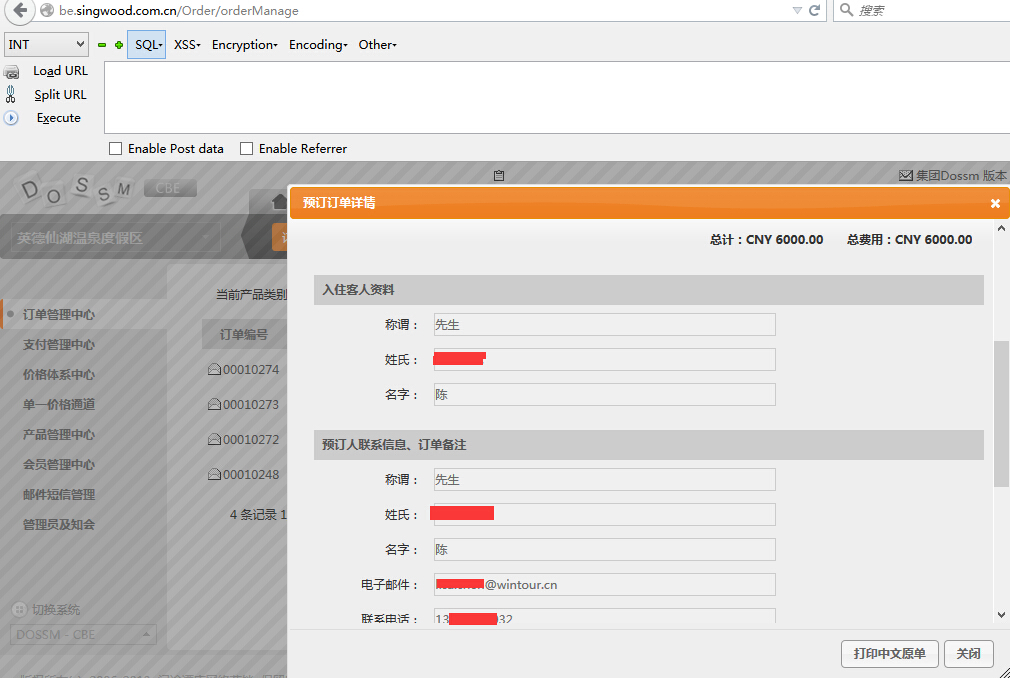 be.singwood.com.cn/Order/orderManage
搜索
INT SQL XSS Encryption Encoding Other
Load URL
Split URL
Execute
Enable Post data Enable Referrer
DOSSM CBE
集团Dossm 版本
英德仙湖温泉度假区
预订订单详情
总计：CNY 6000.00 总费用：CNY 6000.00
订单管理中心
支付管理中心
价格体系中心
单一价格通道
产品管理中心
会员管理中心
邮件短信管理
管理员及知会
切换系统
DOSSM - CBE
当前产品类别
订单编号
00010274
00010273
00010272
00010248
4 条记录 1
入住客人资料
称谓： 先生
姓氏：
名字： 陈
预订人联系信息、订单备注
称谓： 先生
姓氏：
名字： 陈
电子邮件： @wintour.cn
联系电话： 13 32
打印中文原单 关闭